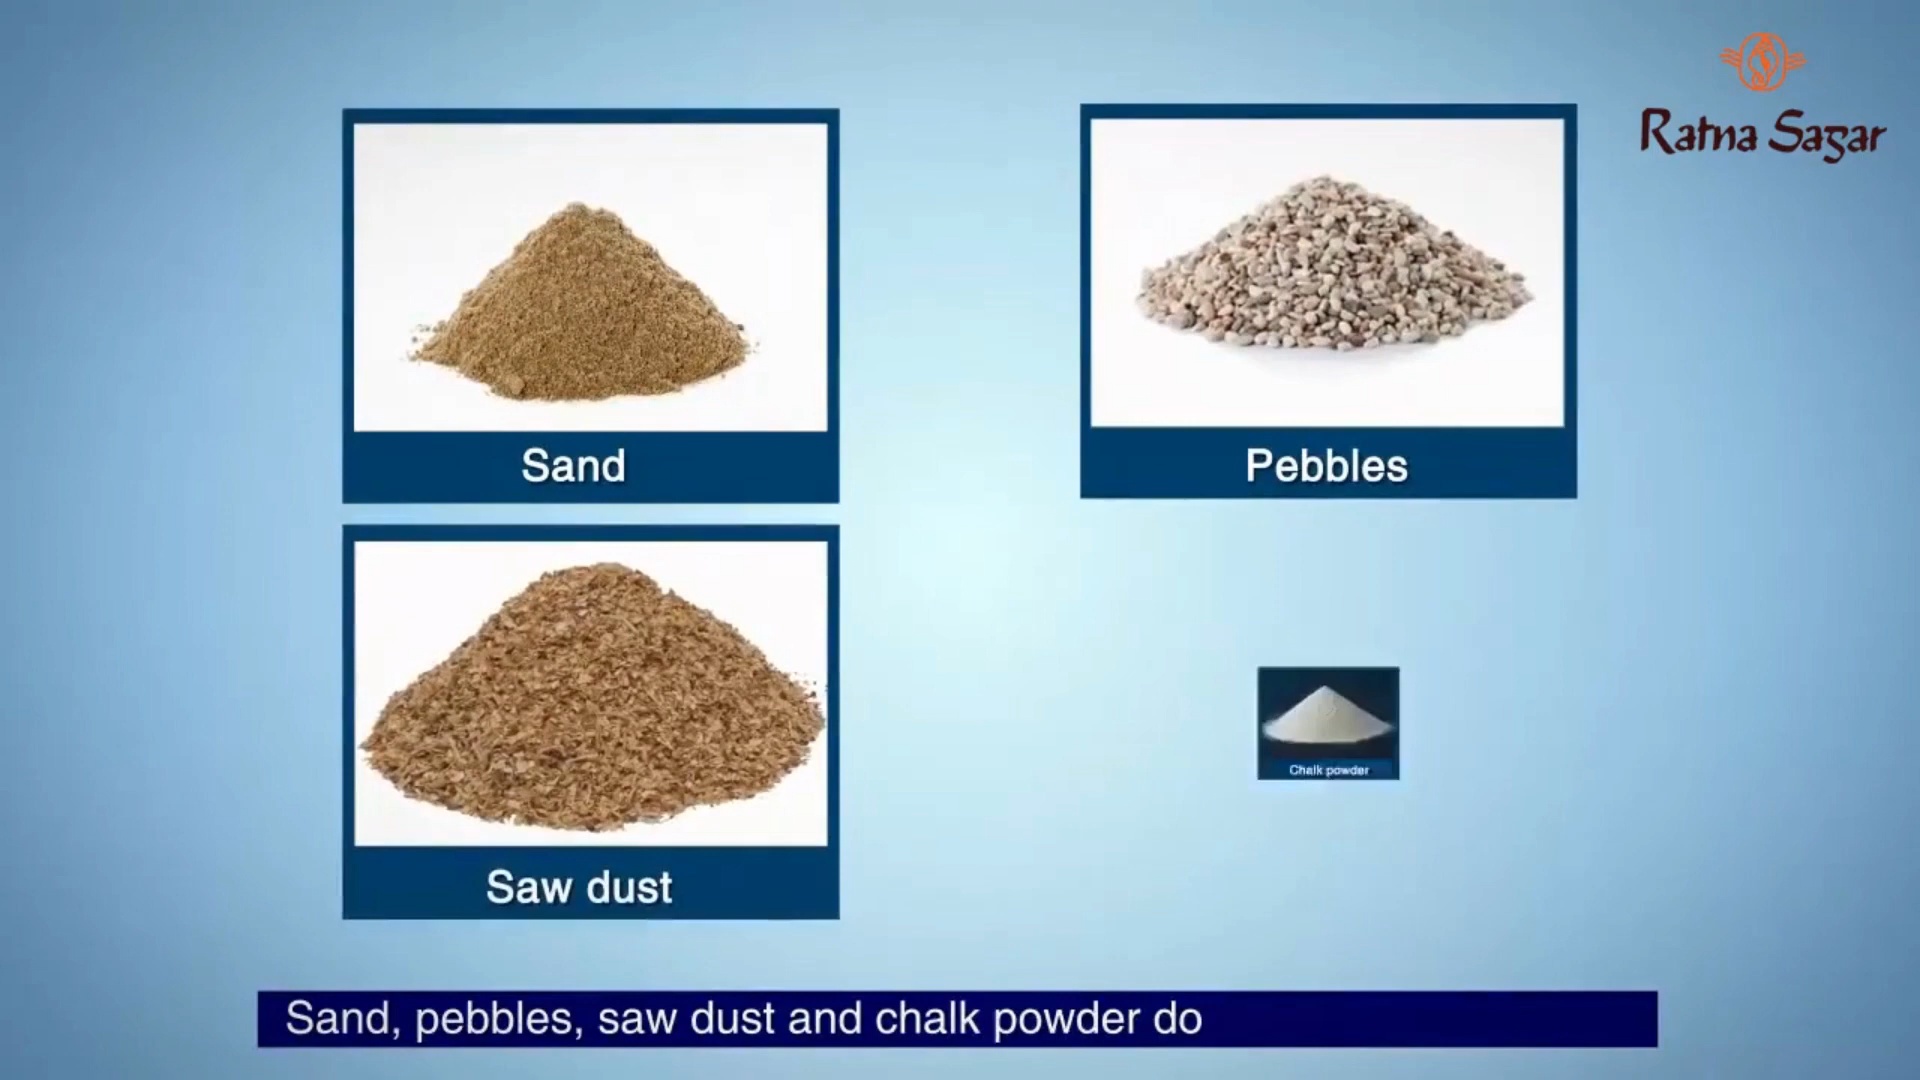 Ratna Sagar
Sand
Pebbles
Saw dust
Chalk powder
Sand, pebbles, saw dust and chalk powder do